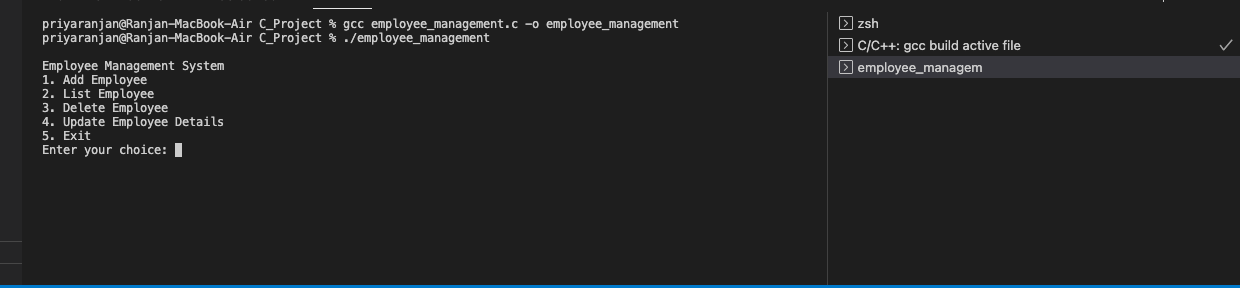 priyaranjan@Ranjan-MacBook-Air C_Project % gcc employee_management.c -o employee_management
priyaranjan@Ranjan-MacBook-Air C_Project % ./employee_management
Employee Management System
1. Add Employee
2. List Employee
3. Delete Employee
4. Update Employee Details
5. Exit
Enter your choice:
zsh
C/C++: gcc build active file
employee_managem